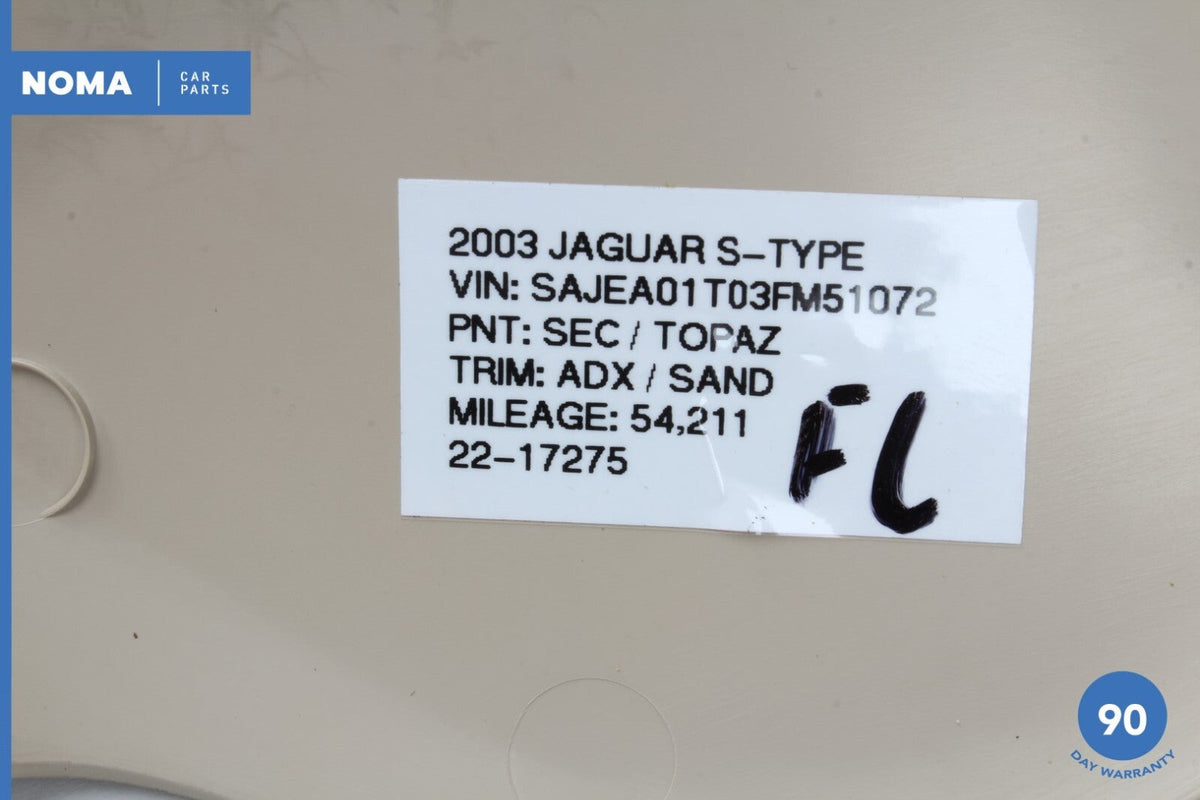 NOMA
CAR
PARTS
2003 JAGUAR S-TYPE
VIN: SAJEA01T03FM51072
PNT: SEC / TOPAZ
TRIM: ADX / SAND
MILEAGE: 54,211
22-17275
FL
90
DAY WARRANTY